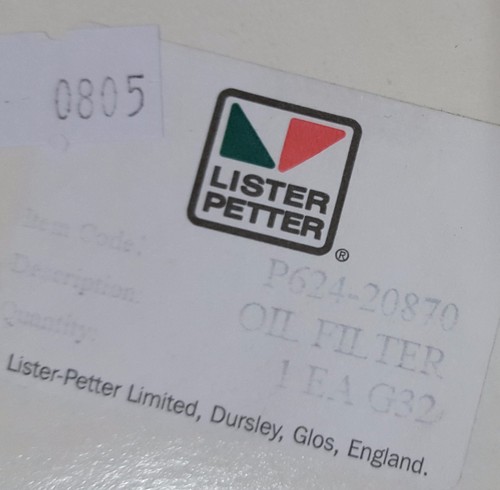 0805
LISTER
PETTER
®
Item Code:
P624-20870
Description:
OIL FILTER
Quantity:
1 EA G32
Lister-Petter Limited, Dursley, Glos, England.